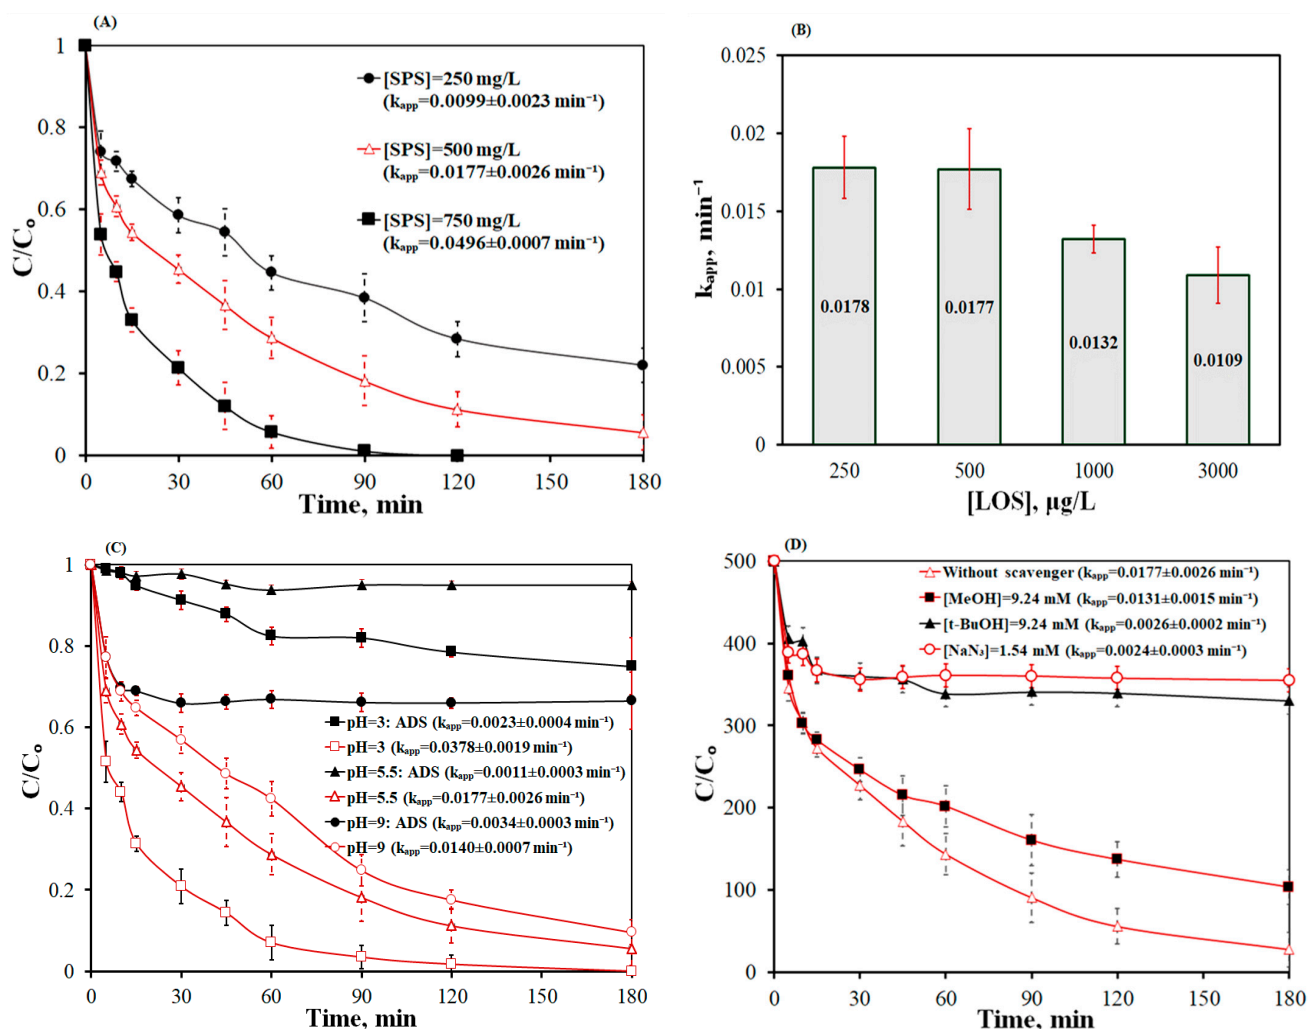 (A)
1
0.8
0.6
0.4
0.2
0
C/Cₒ
[SPS]=250 mg/L
(kₐₚₚ=0.0099±0.0023 min⁻¹)
[SPS]=500 mg/L
(kₐₚₚ=0.0177±0.0026 min⁻¹)
[SPS]=750 mg/L
(kₐₚₚ=0.0496±0.0007 min⁻¹)
0 30 60 90 120 150 180
Time, min
(B)
0.025
0.02
0.015
0.01
0.005
0
kₐₚₚ, min⁻¹
0.0178
0.0177
0.0132
0.0109
250 500 1000 3000
[LOS], µg/L
(C)
1
0.8
0.6
0.4
0.2
0
C/Cₒ
pH=3: ADS (kₐₚₚ=0.0023±0.0004 min⁻¹)
pH=3 (kₐₚₚ=0.0378±0.0019 min⁻¹)
pH=5.5: ADS (kₐₚₚ=0.0011±0.0003 min⁻¹)
pH=5.5 (kₐₚₚ=0.0177±0.0026 min⁻¹)
pH=9: ADS (kₐₚₚ=0.0034±0.0003 min⁻¹)
pH=9 (kₐₚₚ=0.0140±0.0007 min⁻¹)
0 30 60 90 120 150 180
Time, min
(D)
500
400
300
200
100
0
C/Cₒ
Without scavenger (kₐₚₚ=0.0177±0.0026 min⁻¹)
[MeOH]=9.24 mM (kₐₚₚ=0.0131±0.0015 min⁻¹)
[t-BuOH]=9.24 mM (kₐₚₚ=0.0026±0.0002 min⁻¹)
[NaN₃]=1.54 mM (kₐₚₚ=0.0024±0.0003 min⁻¹)
0 30 60 90 120 150 180
Time, min